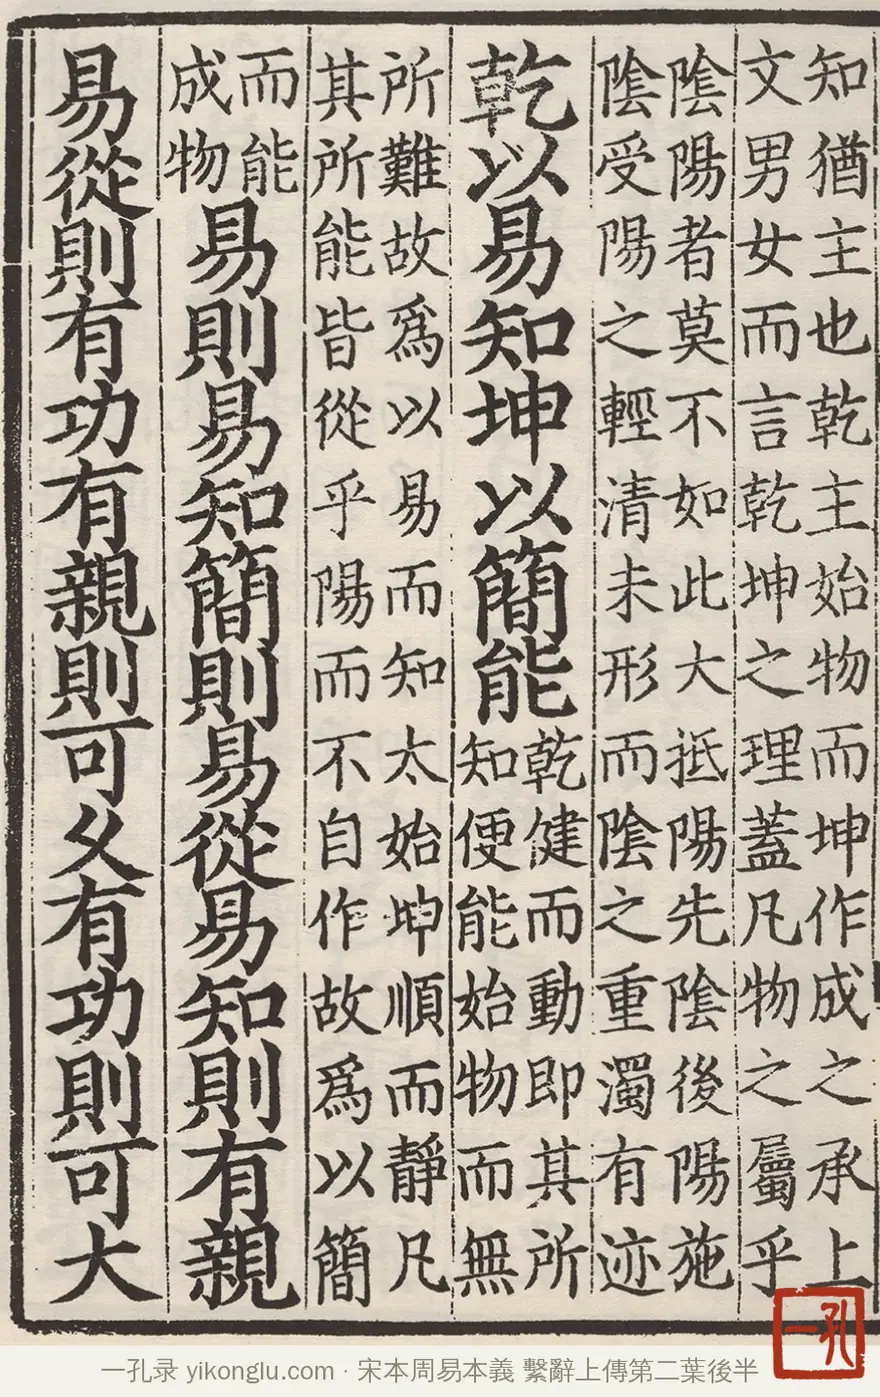 知猶主也乾主始物而坤作成之承上
文男女而言乾坤之理蓋凡物之屬乎
陰陽者莫不如此大抵陽先陰後陽施
陰受陽之輕清未形而陰之重濁有迹
乾以易知坤以簡能
乾健而動即其所
知便能始物而無
所難故爲以易而知太始坤順而靜凡
其所能皆從乎陽而不自作故爲以簡
而能
成物
易則易知簡則易從易知則有親
易從則有功有親則可久有功則可大
一孔
一孔录 yikonglu.com · 宋本周易本義 繫辭上傳第二葉後半